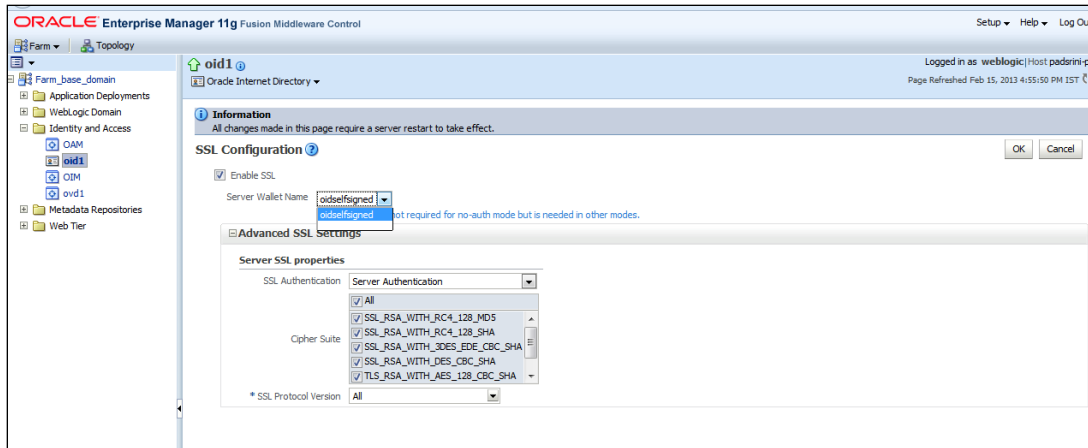 ORACLE Enterprise Manager 11g Fusion Middleware Control
Setup Help Log Ou
Farm Topology
Farm_base_domain
Application Deployments
WebLogic Domain
Identity and Access
OAM
oid1
OIM
ovd1
Metadata Repositories
Web Tier
oid1
Oracle Internet Directory
Logged in as weblogic|Host padsrini-p
Page Refreshed Feb 15, 2013 4:55:50 PM IST
Information
All changes made in this page require a server restart to take effect.
SSL Configuration
OK Cancel
Enable SSL
Server Wallet Name oidselfsigned
oidselfsigned not required for no-auth mode but is needed in other modes.
Advanced SSL Settings
Server SSL properties
SSL Authentication Server Authentication
All
Cipher Suite
SSL_RSA_WITH_RC4_128_MD5
SSL_RSA_WITH_RC4_128_SHA
SSL_RSA_WITH_3DES_EDE_CBC_SHA
SSL_RSA_WITH_DES_CBC_SHA
TLS_RSA_WITH_AES_128_CBC_SHA
* SSL Protocol Version All